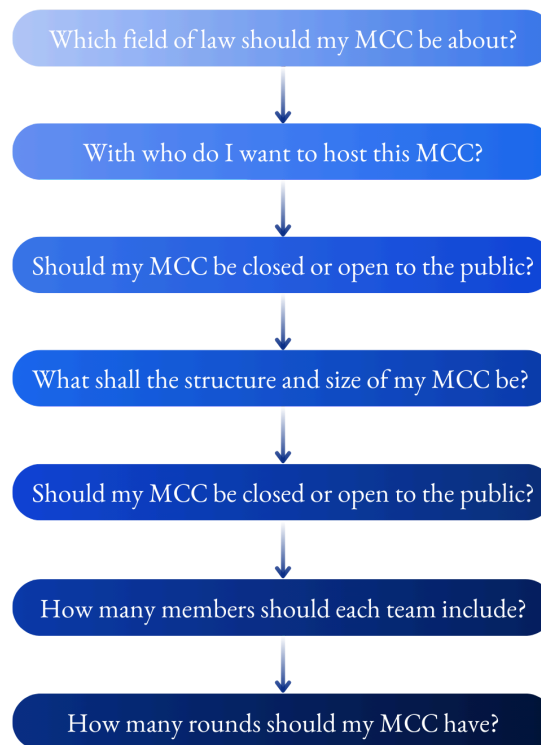 Which field of law should my MCC be about?
With who do I want to host this MCC?
Should my MCC be closed or open to the public?
What shall the structure and size of my MCC be?
Should my MCC be closed or open to the public?
How many members should each team include?
How many rounds should my MCC have?